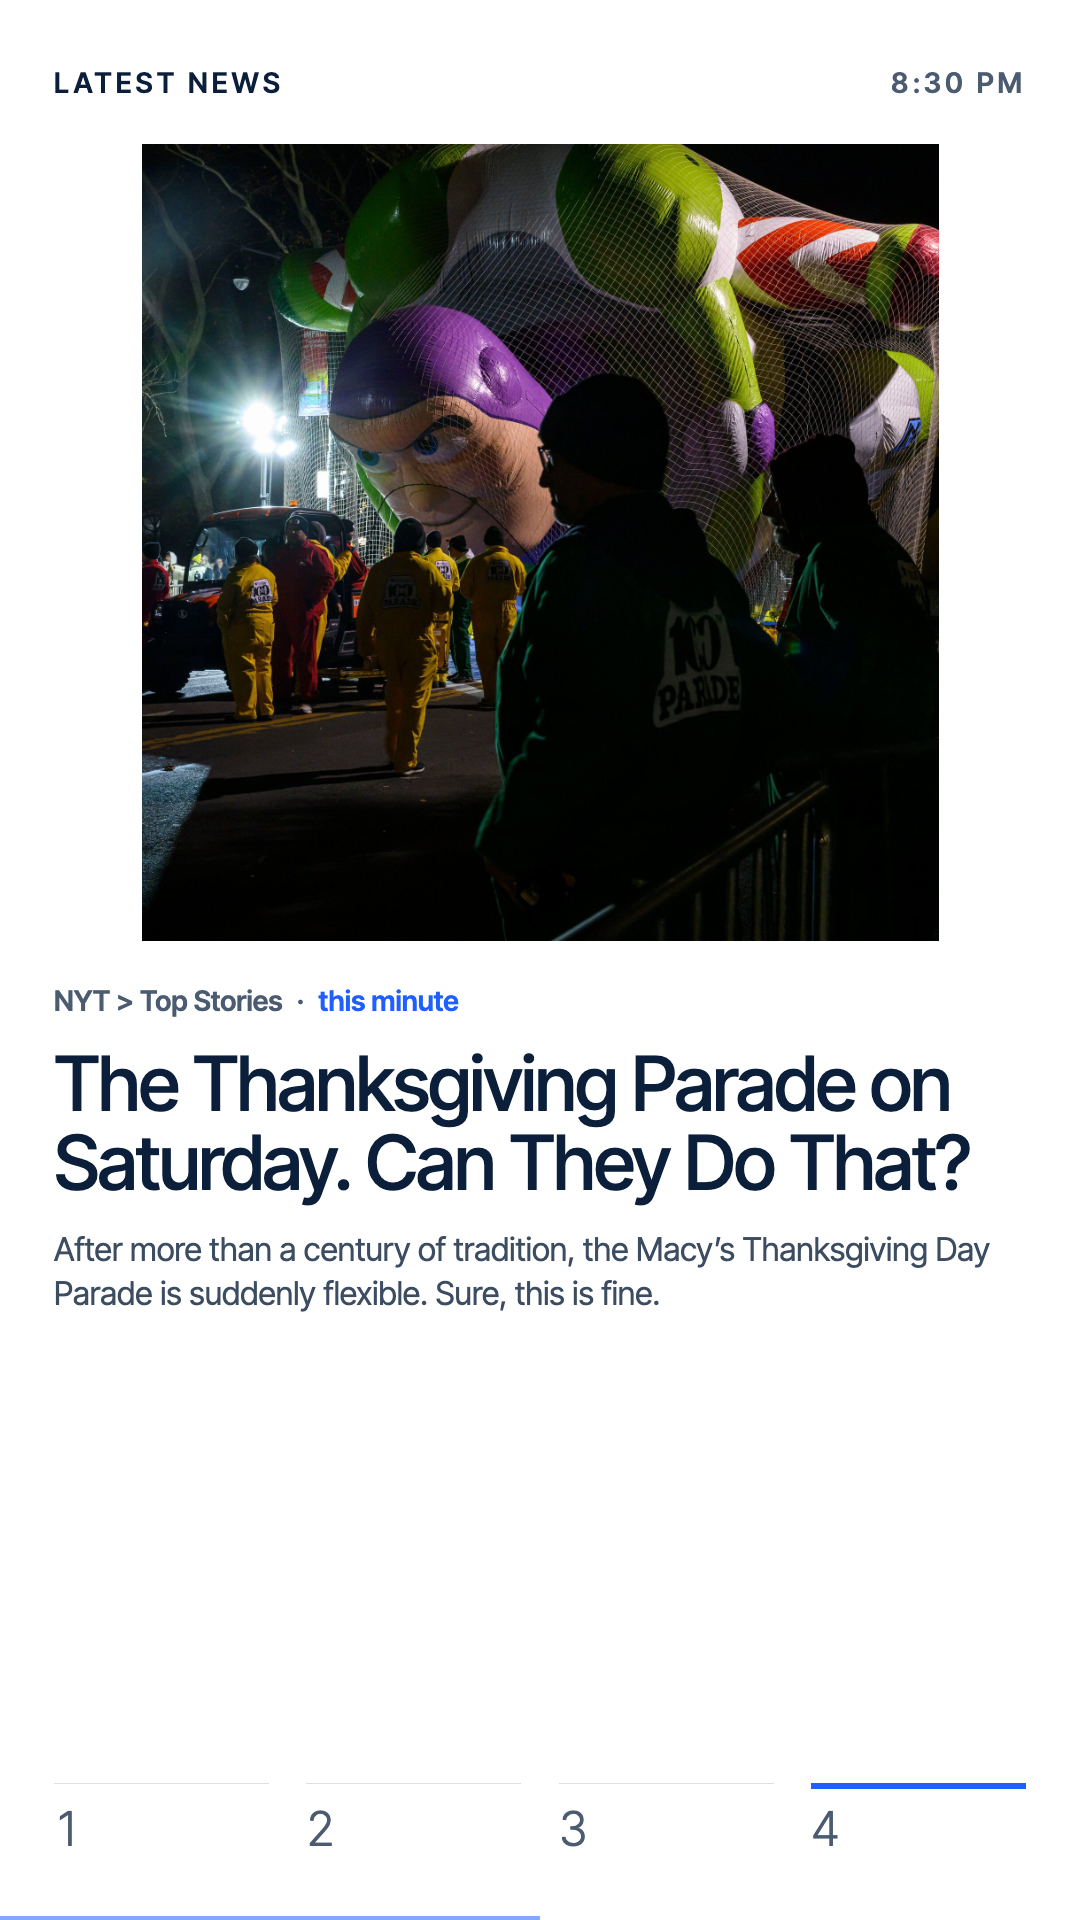 LATEST NEWS
8:30 PM
100
PARADE
NYT > Top Stories · this minute
The Thanksgiving Parade on
Saturday. Can They Do That?
After more than a century of tradition, the Macy’s Thanksgiving Day
Parade is suddenly flexible. Sure, this is fine.
1
2
3
4